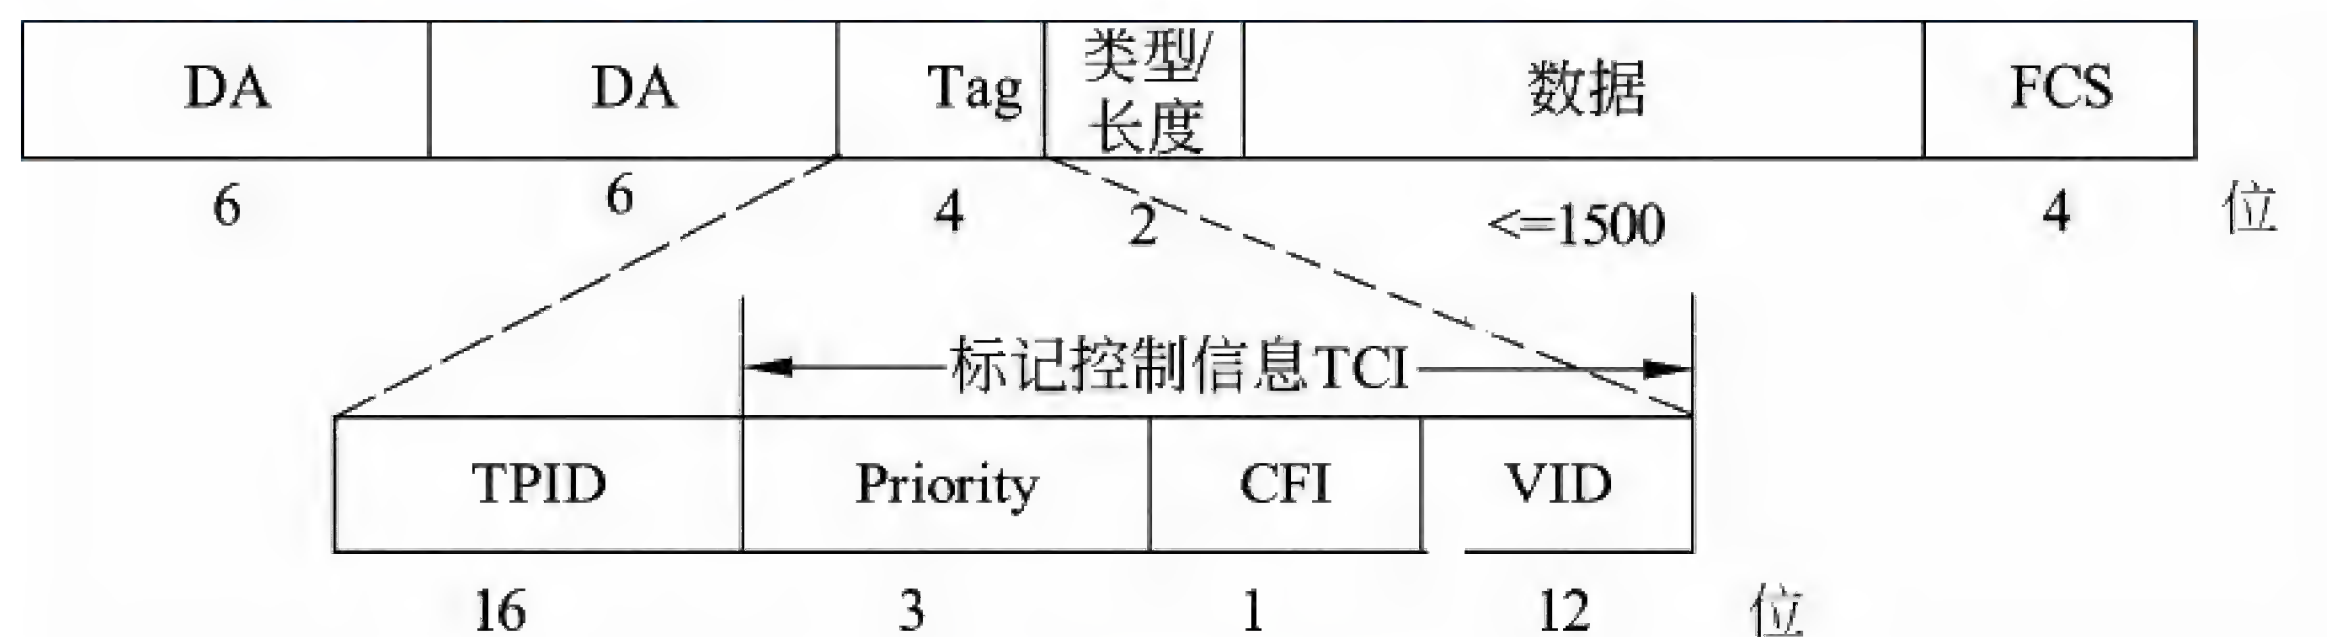 DA DA Tag 类型/ 数据 FCS
长度
6 6 4 2 <=1500 4 位
标记控制信息TCI
TPID Priority CFI VID
16 3 1 12 位